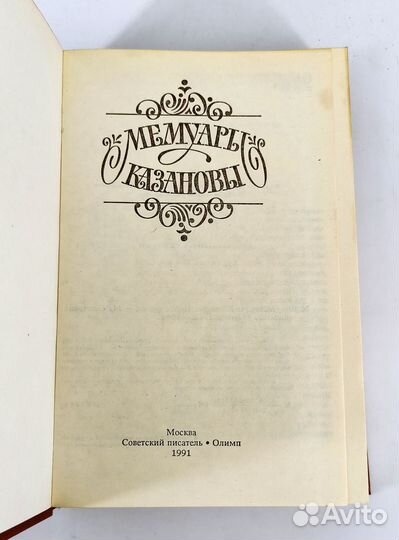 МЕМУАРЫ
КАЗАНОВЫ
Москва
Советский писатель • Олимп
1991
Avito